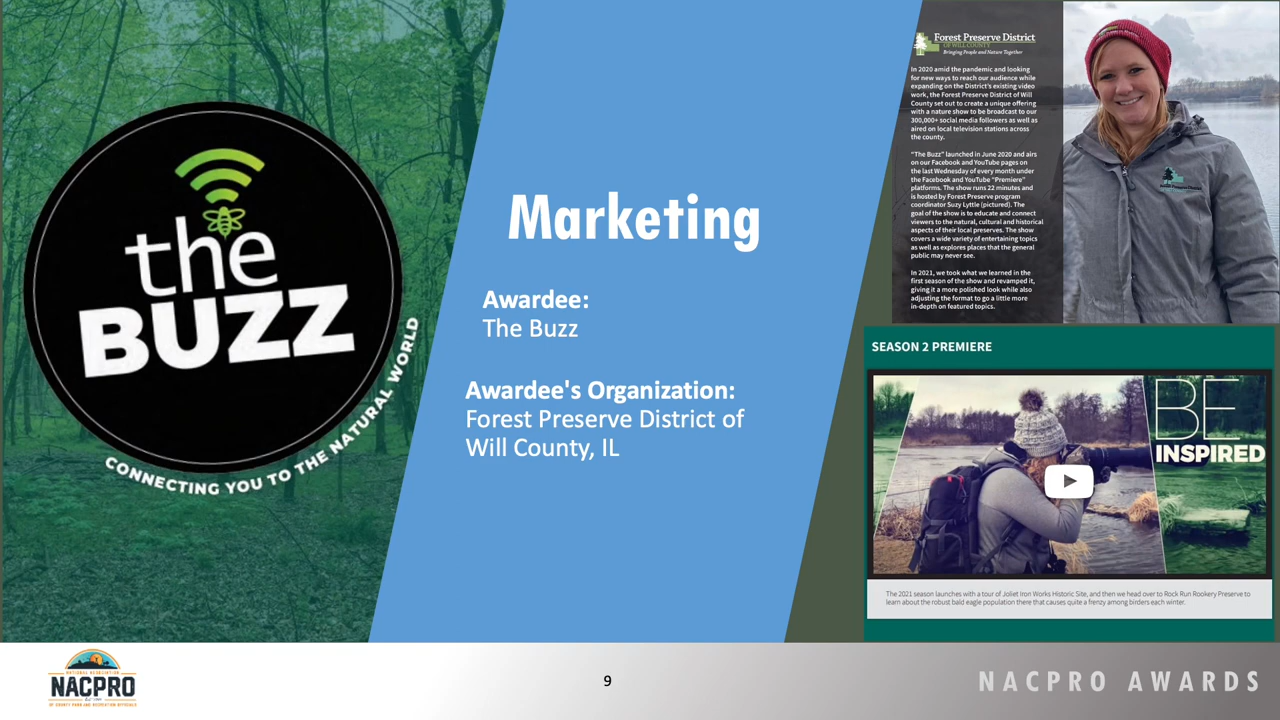 the
BUZZ
CONNECTING YOU TO THE NATURAL WORLD
Marketing
Awardee:
The Buzz
Awardee's Organization:
Forest Preserve District of
Will County, IL
Forest Preserve District
OF WILL COUNTY
Bringing People and Nature Together
In 2020 amid the pandemic and looking
for new ways to reach our audience while
expanding on the District's existing video
work, the Forest Preserve District of Will
County set out to create a unique offering
with a nature show to be broadcast to our
300,000+ social media followers as well as
aired on local television stations across
the county.
"The Buzz" launched in June 2020 and airs
on our Facebook and YouTube pages on
the last Wednesday of every month under
the Facebook and YouTube "Premiere"
platforms. The show runs 22 minutes and
is hosted by Forest Preserve program
coordinator Suzy Lyttle (pictured). The
goal of the show is to educate and connect
viewers to the natural, cultural and historical
aspects of their local preserves. The show
covers a wide variety of entertaining topics
as well as explores places that the general
public may never see.
In 2021, we took what we learned in the
first season of the show and revamped it,
giving it a more polished look while also
adjusting the format to go a little more
in-depth on featured topics.
SEASON 2 PREMIERE
BE
INSPIRED
The 2021 season launches with a tour of Joliet Iron Works Historic Site, and then we head over to Rock Run Rookery Preserve to
learn about the robust bald eagle population there that causes quite a frenzy among birders each winter.
NATIONAL ASSOCIATION
NACPRO
OF COUNTY PARK AND RECREATION OFFICIALS
9
NACPRO AWARDS